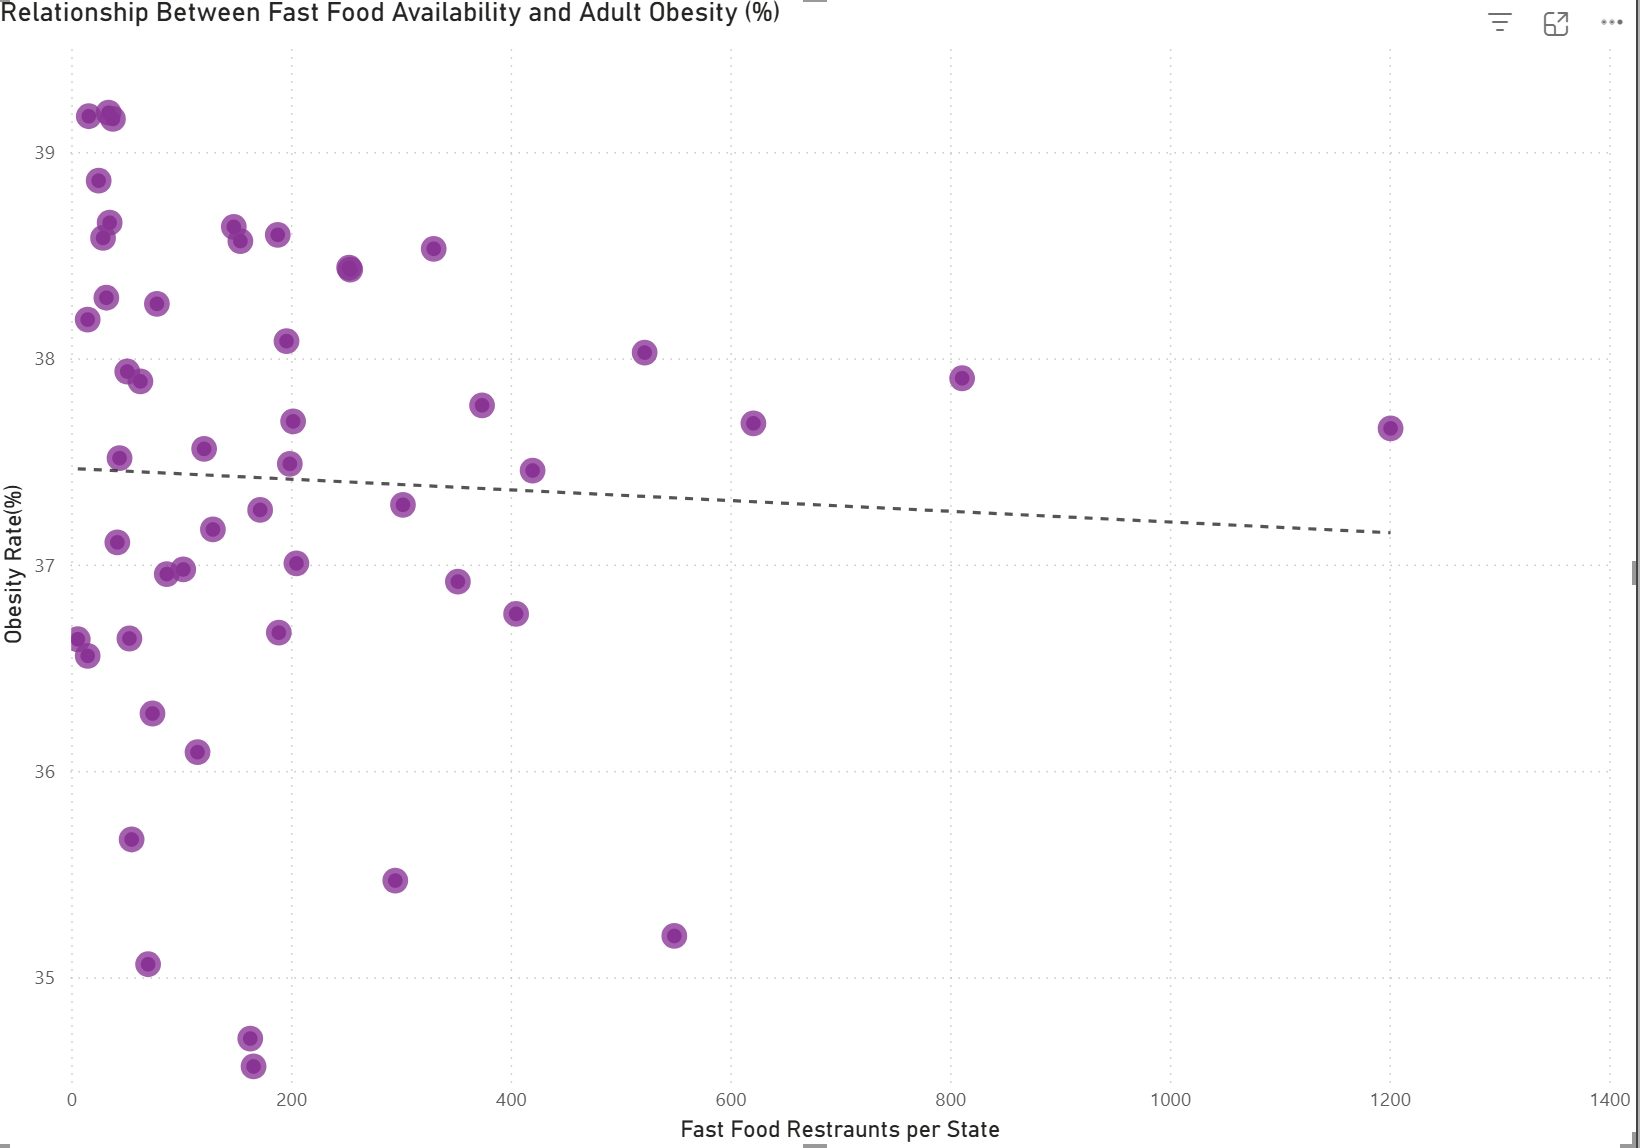 Relationship Between Fast Food Availability and Adult Obesity (%)
39
38
37
36
35
Obesity Rate(%)
0 200 400 600 800 1000 1200 1400
Fast Food Restraunts per State